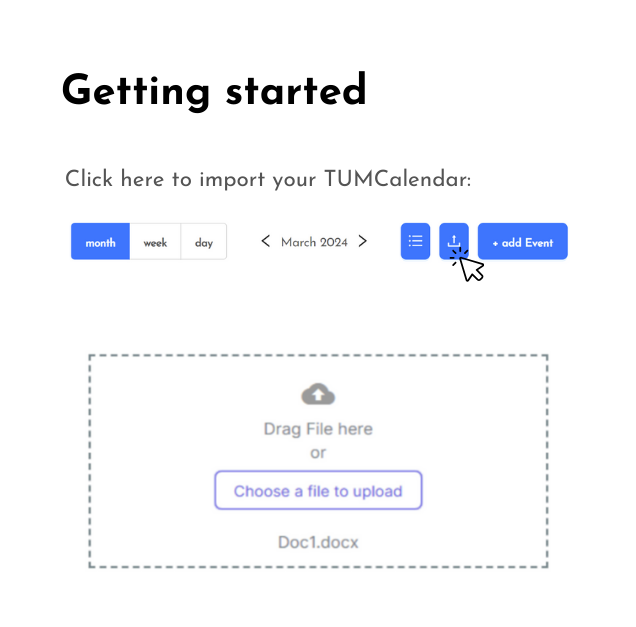 Getting started
Click here to import your TUMCalendar:
month week day March 2024 + add Event
Drag File here
or
Choose a file to upload
Doc1.docx